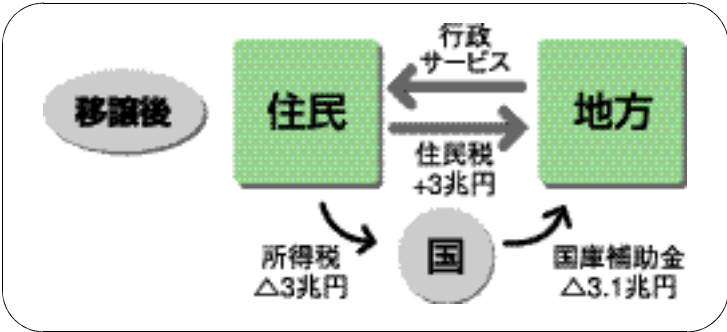 移譲後
住民
行政
サービス
地方
住民税
+3兆円
所得税
△3兆円
国
国庫補助金
△3.1兆円